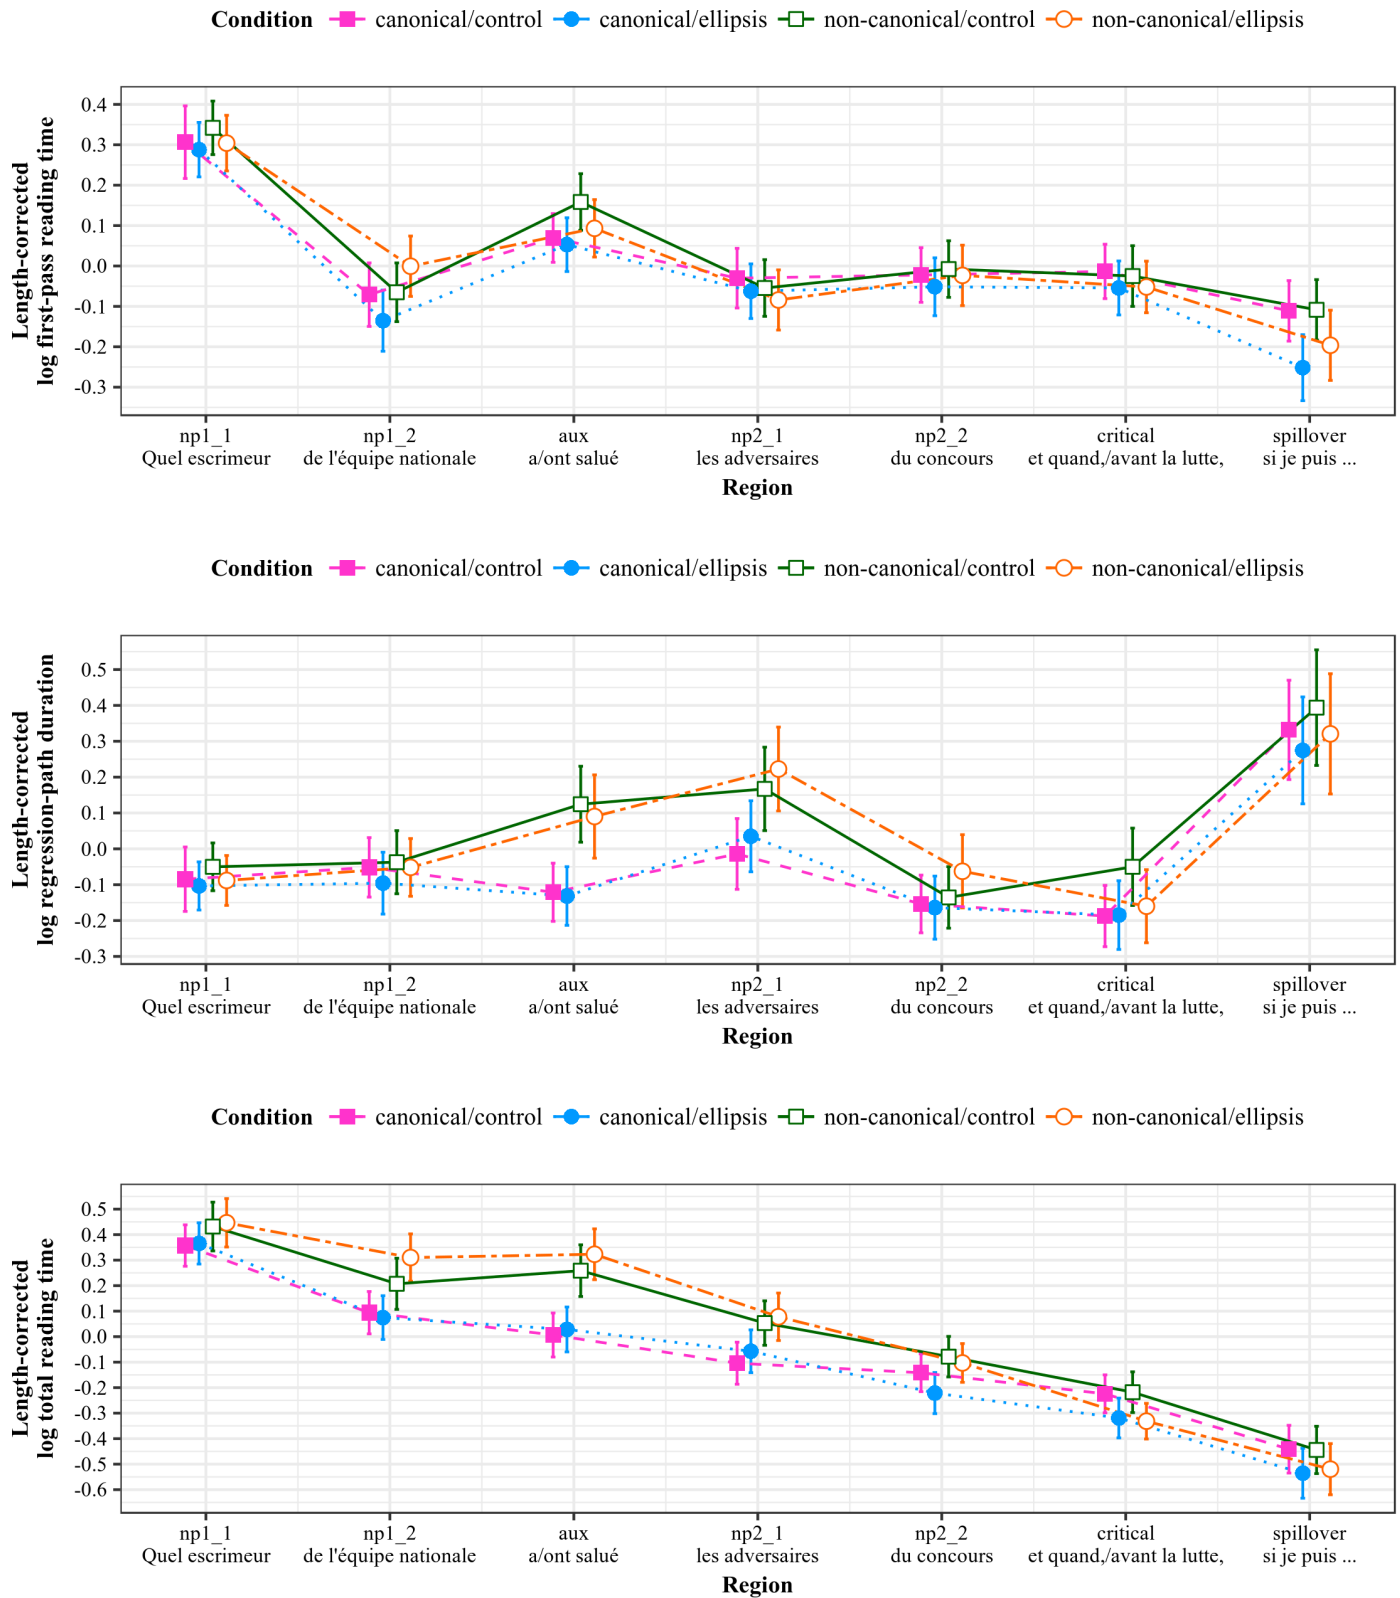 Condition canonical/control canonical/ellipsis non-canonical/control non-canonical/ellipsis
Length-corrected
log first-pass reading time
0.4
0.3
0.2
0.1
0.0
-0.1
-0.2
-0.3
np1_1 np1_2 aux np2_1 np2_2 critical spillover
Quel escrimeur de l'équipe nationale a/ont salué les adversaires du concours et quand,/avant la lutte, si je puis ...
Region
Condition canonical/control canonical/ellipsis non-canonical/control non-canonical/ellipsis
Length-corrected
log regression-path duration
0.5
0.4
0.3
0.2
0.1
0.0
-0.1
-0.2
-0.3
np1_1 np1_2 aux np2_1 np2_2 critical spillover
Quel escrimeur de l'équipe nationale a/ont salué les adversaires du concours et quand,/avant la lutte, si je puis ...
Region
Condition canonical/control canonical/ellipsis non-canonical/control non-canonical/ellipsis
Length-corrected
log total reading time
0.5
0.4
0.3
0.2
0.1
0.0
-0.1
-0.2
-0.3
-0.4
-0.5
-0.6
np1_1 np1_2 aux np2_1 np2_2 critical spillover
Quel escrimeur de l'équipe nationale a/ont salué les adversaires du concours et quand,/avant la lutte, si je puis ...
Region